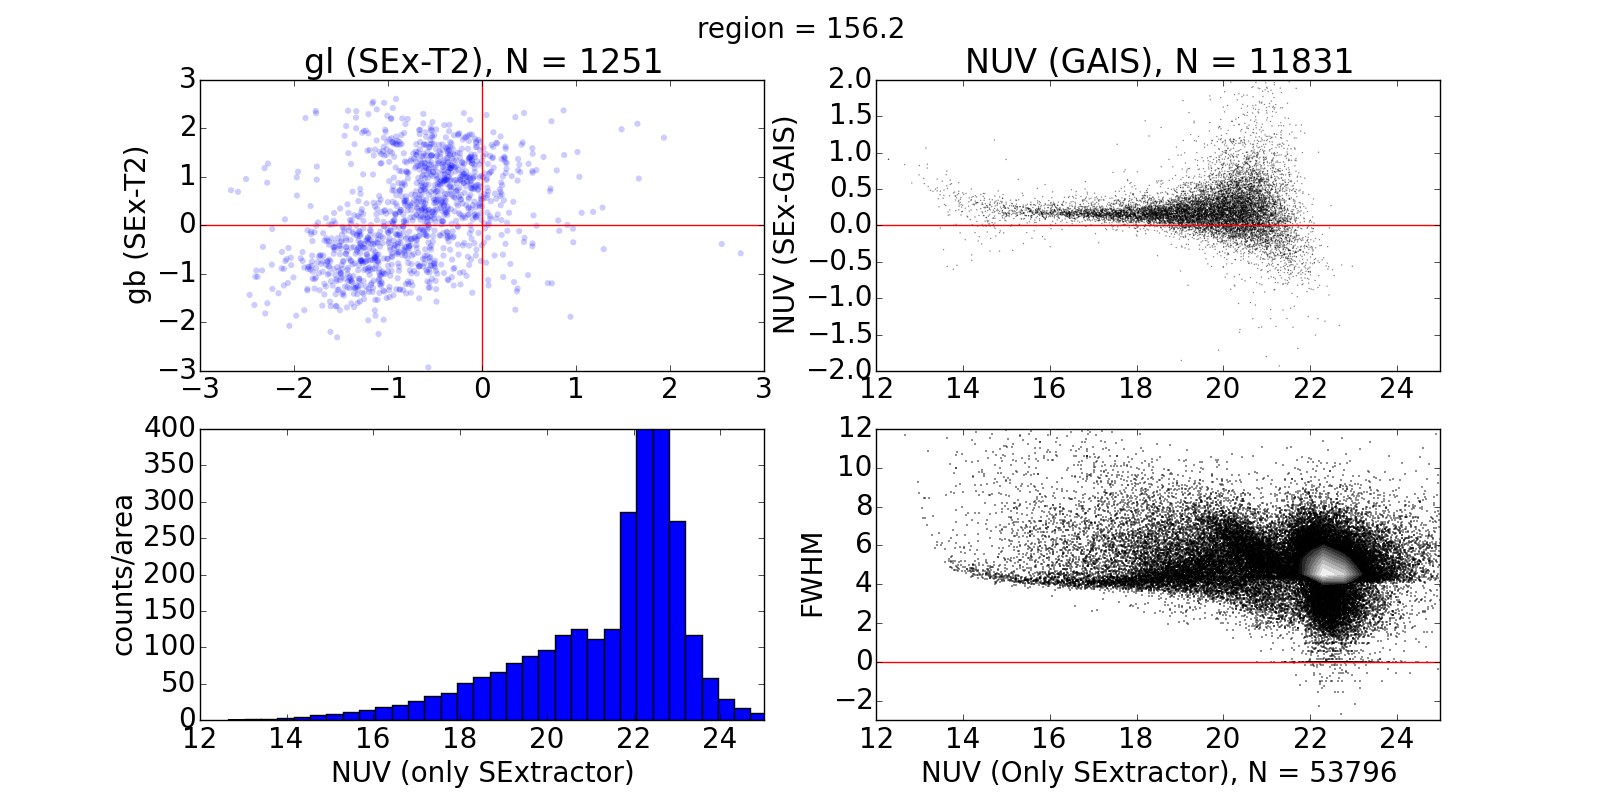 region = 156.2
gl (SEx-T2), N = 1251
NUV (GAIS), N = 11831
gb (SEx-T2)
3
2
1
0
−1
−2
−3
−3 −2 −1 0 1 2 3
NUV (SEx-GAIS)
2.0
1.5
1.0
0.5
0.0
−0.5
−1.0
−1.5
−2.0
12 14 16 18 20 22 24
counts/area
400
350
300
250
200
150
100
50
0
12 14 16 18 20 22 24
NUV (only SExtractor)
FWHM
12
10
8
6
4
2
0
−2
12 14 16 18 20 22 24
NUV (Only SExtractor), N = 53796